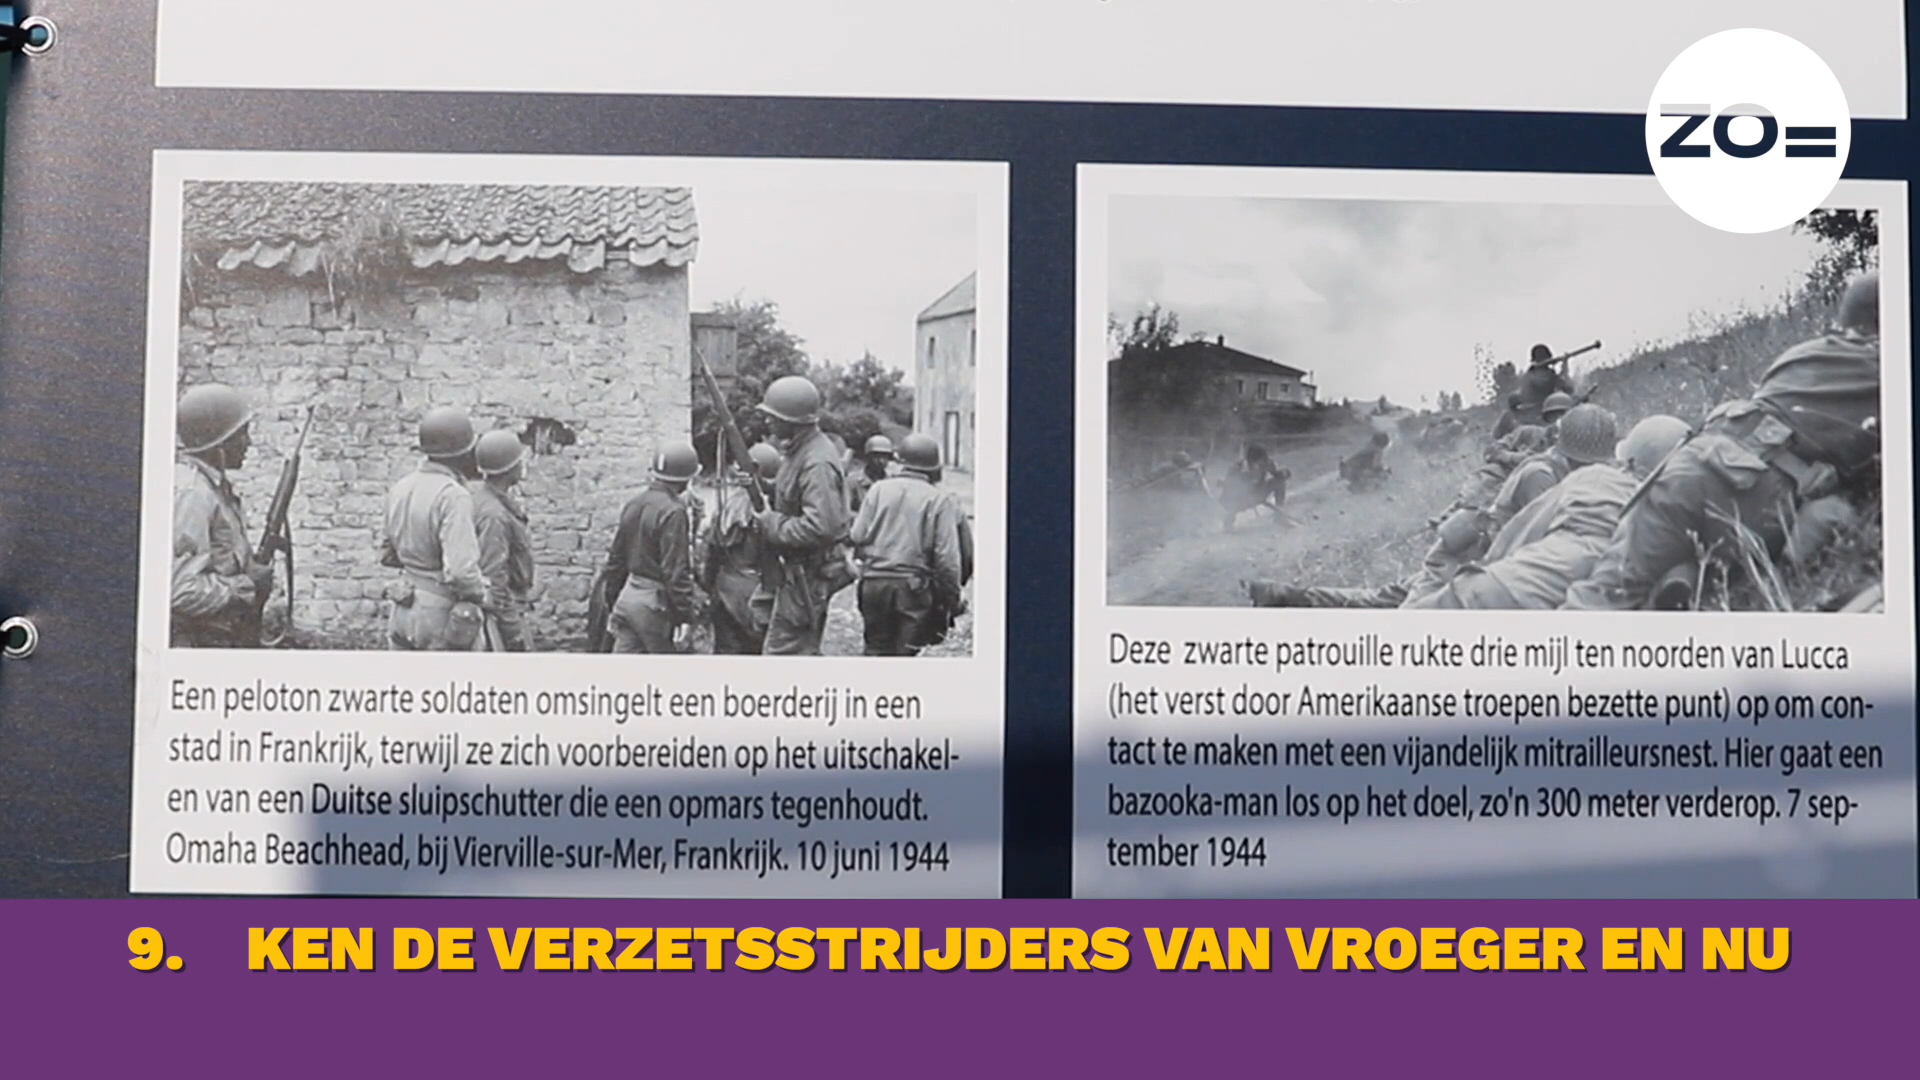 ZO=
Een peloton zwarte soldaten omsingelt een boerderij in een
stad in Frankrijk, terwijl ze zich voorbereiden op het uitschakel-
en van een Duitse sluipschutter die een opmars tegenhoudt.
Omaha Beachhead, bij Vierville-sur-Mer, Frankrijk. 10 juni 1944
Deze zwarte patrouille rukte drie mijl ten noorden van Lucca
(het verst door Amerikaanse troepen bezette punt) op om con-
tact te maken met een vijandelijk mitrailleursnest. Hier gaat een
bazooka-man los op het doel, zo'n 300 meter verderop. 7 sep-
tember 1944
9. KEN DE VERZETSSTRIJDERS VAN VROEGER EN NU